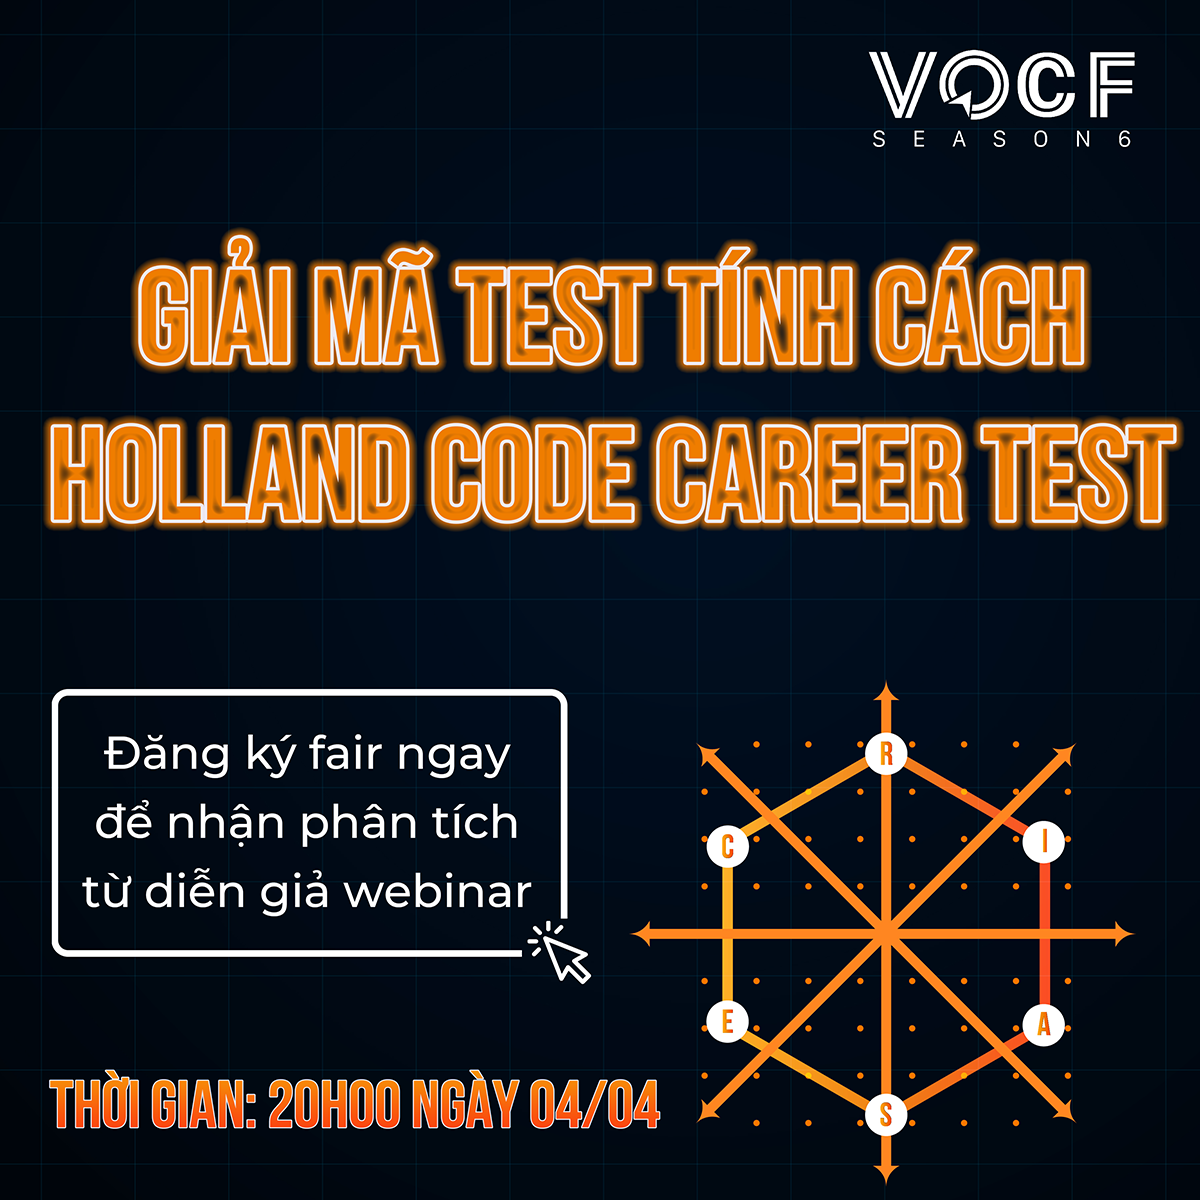 VOCF
SEASON 6
GIẢI MÃ TEST TÍNH CÁCH
HOLLAND CODE CAREER TEST
Đăng ký fair ngay
để nhận phân tích
từ diễn giả webinar
R
C
I
E
A
S
THỜI GIAN: 20H00 NGÀY 04/04